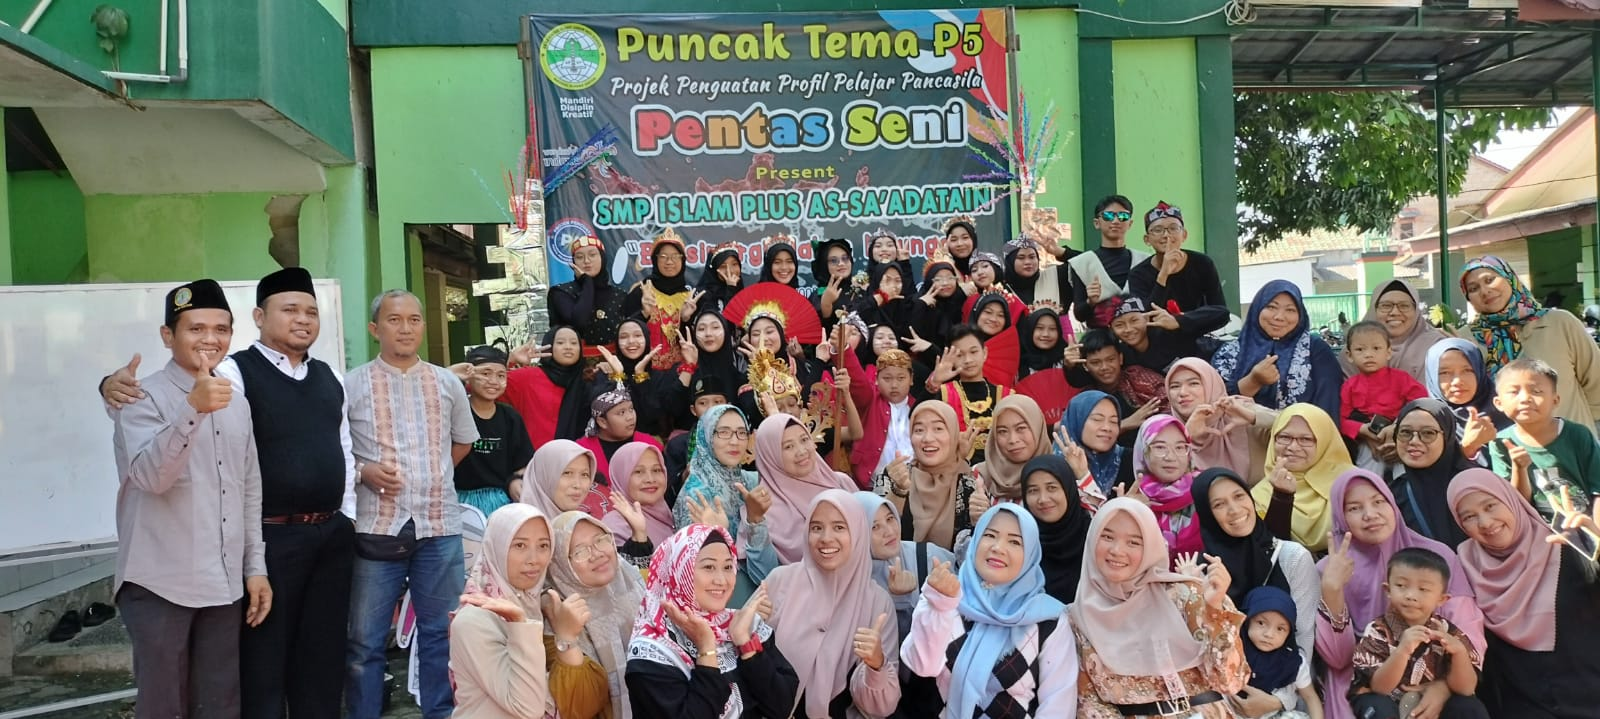 Puncak Tema P5
Projek Penguatan Profil Pelajar Pancasila
Mandiri
Disiplin
Kreatif
Pentas Seni
Present
SMP ISLAM PLUS AS-SA'ADATAIN